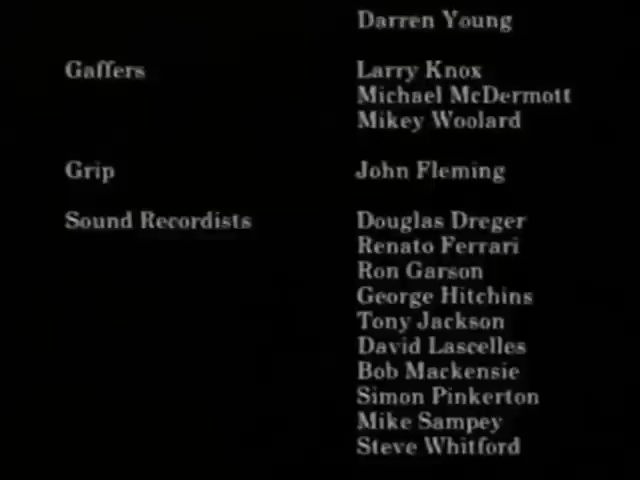 Darren Young
Gaffers Larry Knox
Michael McDermott
Mikey Woolard
Grip John Fleming
Sound Recordists Douglas Dreger
Renato Ferrari
Ron Garson
George Hitchins
Tony Jackson
David Lascelles
Bob Mackensie
Simon Pinkerton
Mike Sampey
Steve Whitford